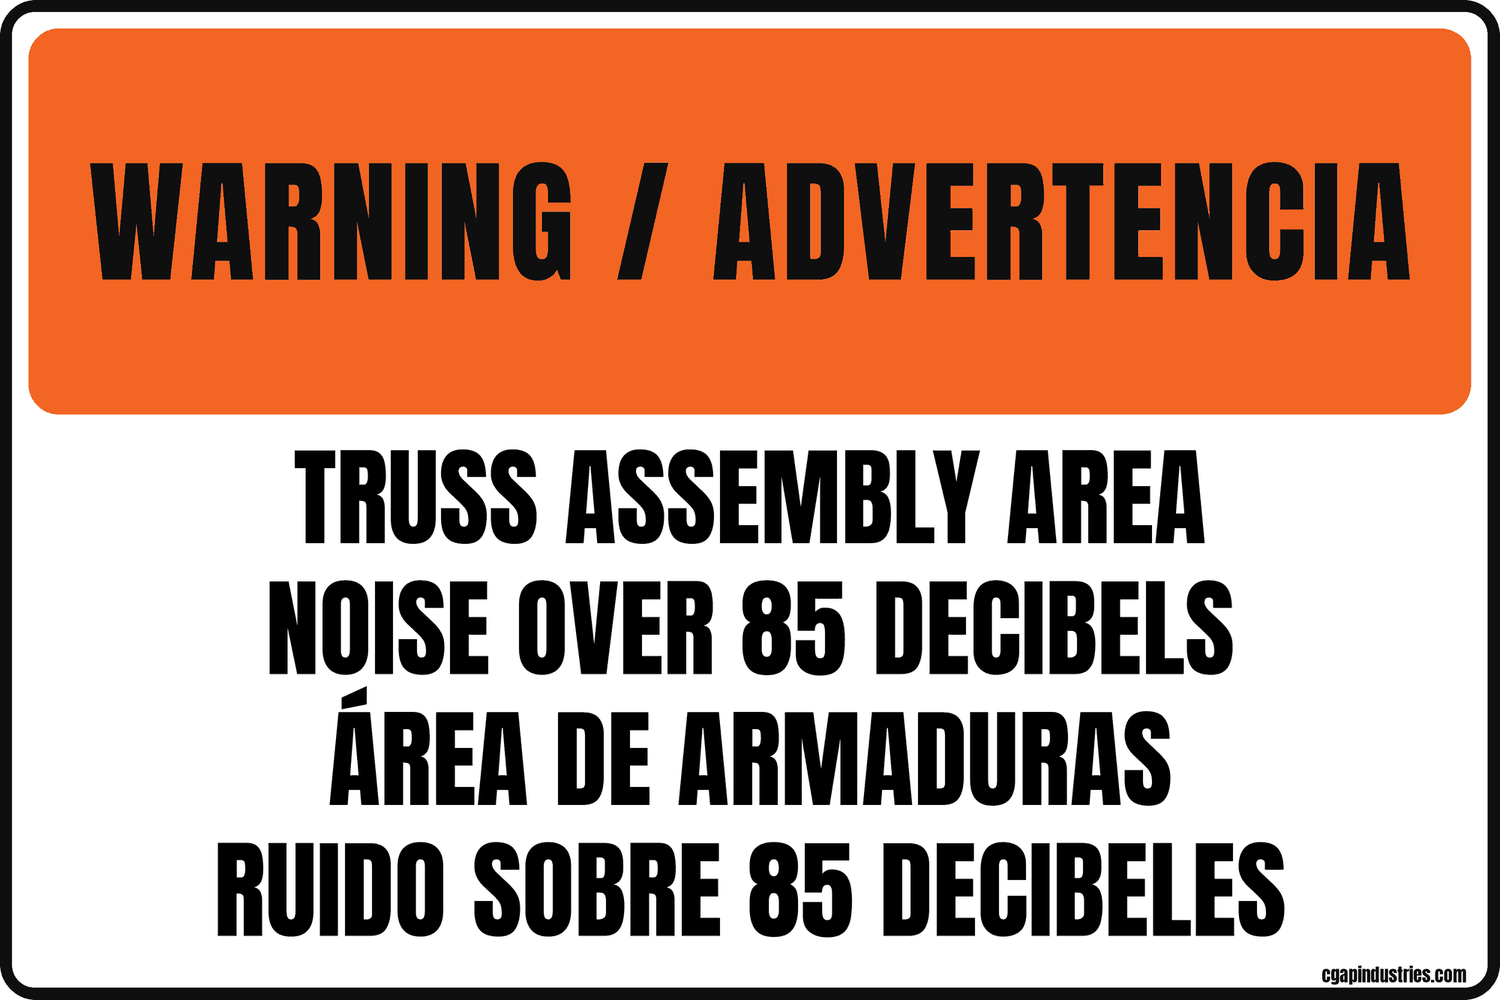 WARNING / ADVERTENCIA
TRUSS ASSEMBLY AREA
NOISE OVER 85 DECIBELS
ÁREA DE ARMADURAS
RUIDO SOBRE 85 DECIBELES
cgapindustries.com